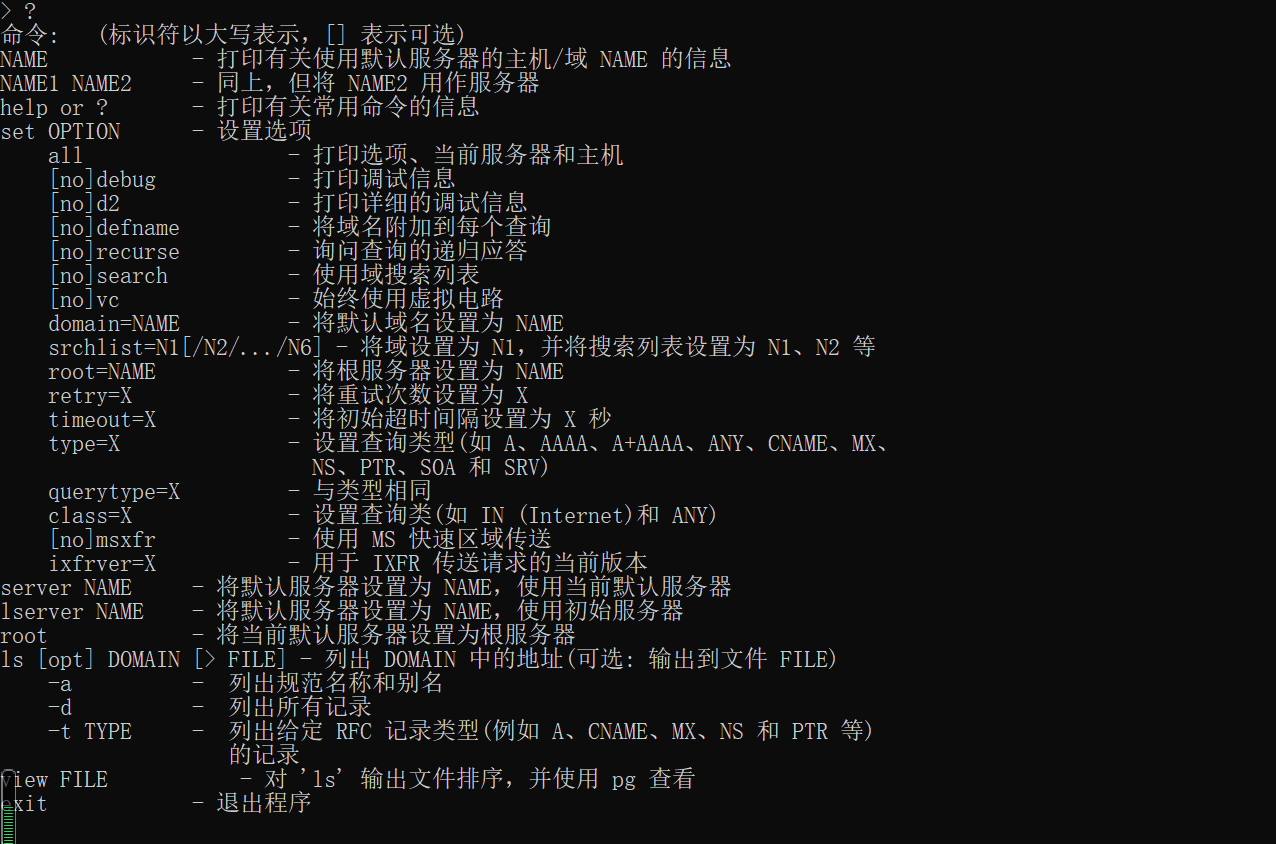 > ?
命令:   (标识符以大写表示，[] 表示可选)
NAME            - 打印有关使用默认服务器的主机/域 NAME 的信息
NAME1 NAME2     - 同上，但将 NAME2 用作服务器
help or ?       - 打印有关常用命令的信息
set OPTION      - 设置选项
    all                 - 打印选项、当前服务器和主机
    [no]debug           - 打印调试信息
    [no]d2              - 打印详细的调试信息
    [no]defname         - 将域名附加到每个查询
    [no]recurse         - 询问查询的递归应答
    [no]search          - 使用域搜索列表
    [no]vc              - 始终使用虚拟电路
    domain=NAME         - 将默认域名设置为 NAME
    srchlist=N1[/N2/.../N6] - 将域设置为 N1，并将搜索列表设置为 N1、N2 等
    root=NAME           - 将根服务器设置为 NAME
    retry=X             - 将重试次数设置为 X
    timeout=X           - 将初始超时间隔设置为 X 秒
    type=X              - 设置查询类型(如 A、AAAA、A+AAAA、ANY、CNAME、MX、
                          NS、PTR、SOA 和 SRV)
    querytype=X         - 与类型相同
    class=X             - 设置查询类(如 IN (Internet)和 ANY)
    [no]msxfr           - 使用 MS 快速区域传送
    ixfrver=X           - 用于 IXFR 传送请求的当前版本
server NAME     - 将默认服务器设置为 NAME，使用当前默认服务器
lserver NAME    - 将默认服务器设置为 NAME，使用初始服务器
root            - 将当前默认服务器设置为根服务器
ls [opt] DOMAIN [> FILE] - 列出 DOMAIN 中的地址(可选: 输出到文件 FILE)
    -a          -  列出规范名称和别名
    -d          -  列出所有记录
    -t TYPE     -  列出给定 RFC 记录类型(例如 A、CNAME、MX、NS 和 PTR 等)
                   的记录
view FILE           - 对 'ls' 输出文件排序，并使用 pg 查看
exit            - 退出程序